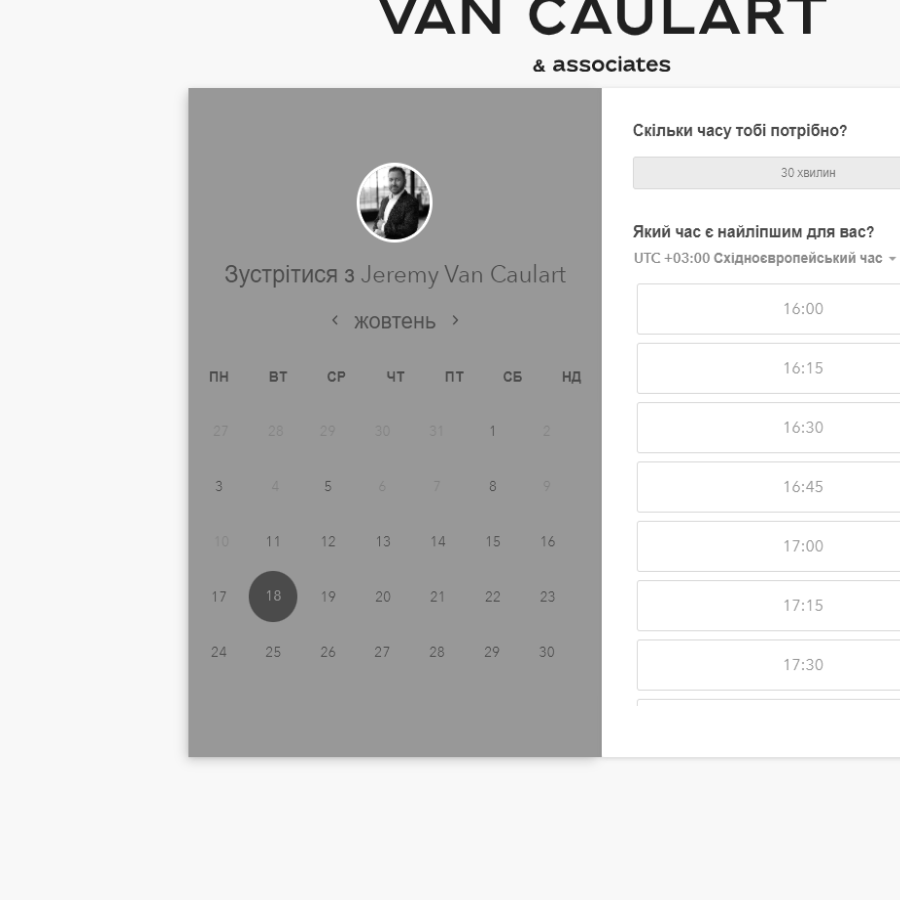 VAN CAULART
& associates
Зустрітися з Jeremy Van Caulart
жовтень
ПН ВТ СР ЧТ ПТ СБ НД
27 28 29 30 31 1 2
3 4 5 6 7 8 9
10 11 12 13 14 15 16
17 18 19 20 21 22 23
24 25 26 27 28 29 30
Скільки часу тобі потрібно?
30 хвилин
Який час є найліпшим для вас?
UTC +03:00 Східноєвропейський час
16:00
16:15
16:30
16:45
17:00
17:15
17:30